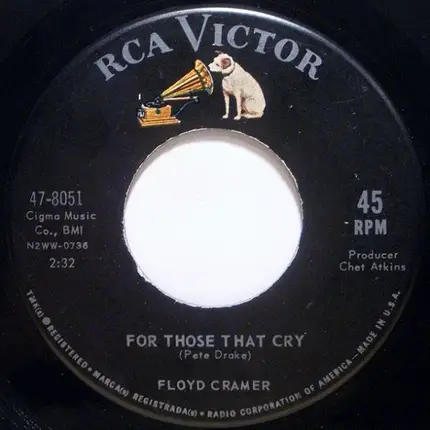 RCA VICTOR
47-8051
Cigma Music
Co., BMI
N2WW-0736
2:32
45
RPM
Producer
Chet Atkins
FOR THOSE THAT CRY
(Pete Drake)
FLOYD CRAMER
TMK(s) ® REGISTERED • MARCA(s) REGISTRADA(s) • RADIO CORPORATION OF AMERICA — MADE IN U.S.A.